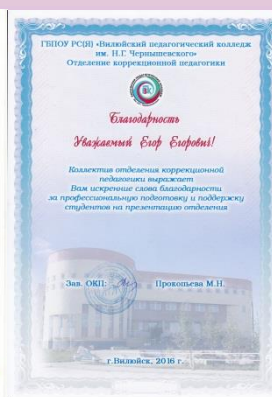 ГБПОУ РС(Я) «Вилюйский педагогический колледж
им. Н.Г. Чернышевского»
Отделение коррекционной педагогики
Благодарность
Уважаемый Егор Егорович!
Коллектив отделения коррекционной
педагогики выражает
Вам искренние слова благодарности
за профессиональную подготовку и поддержку
студентов на презентацию отделения
Зав. ОКП: Прокопьева М.Н.
г.Вилюйск, 2016 г.